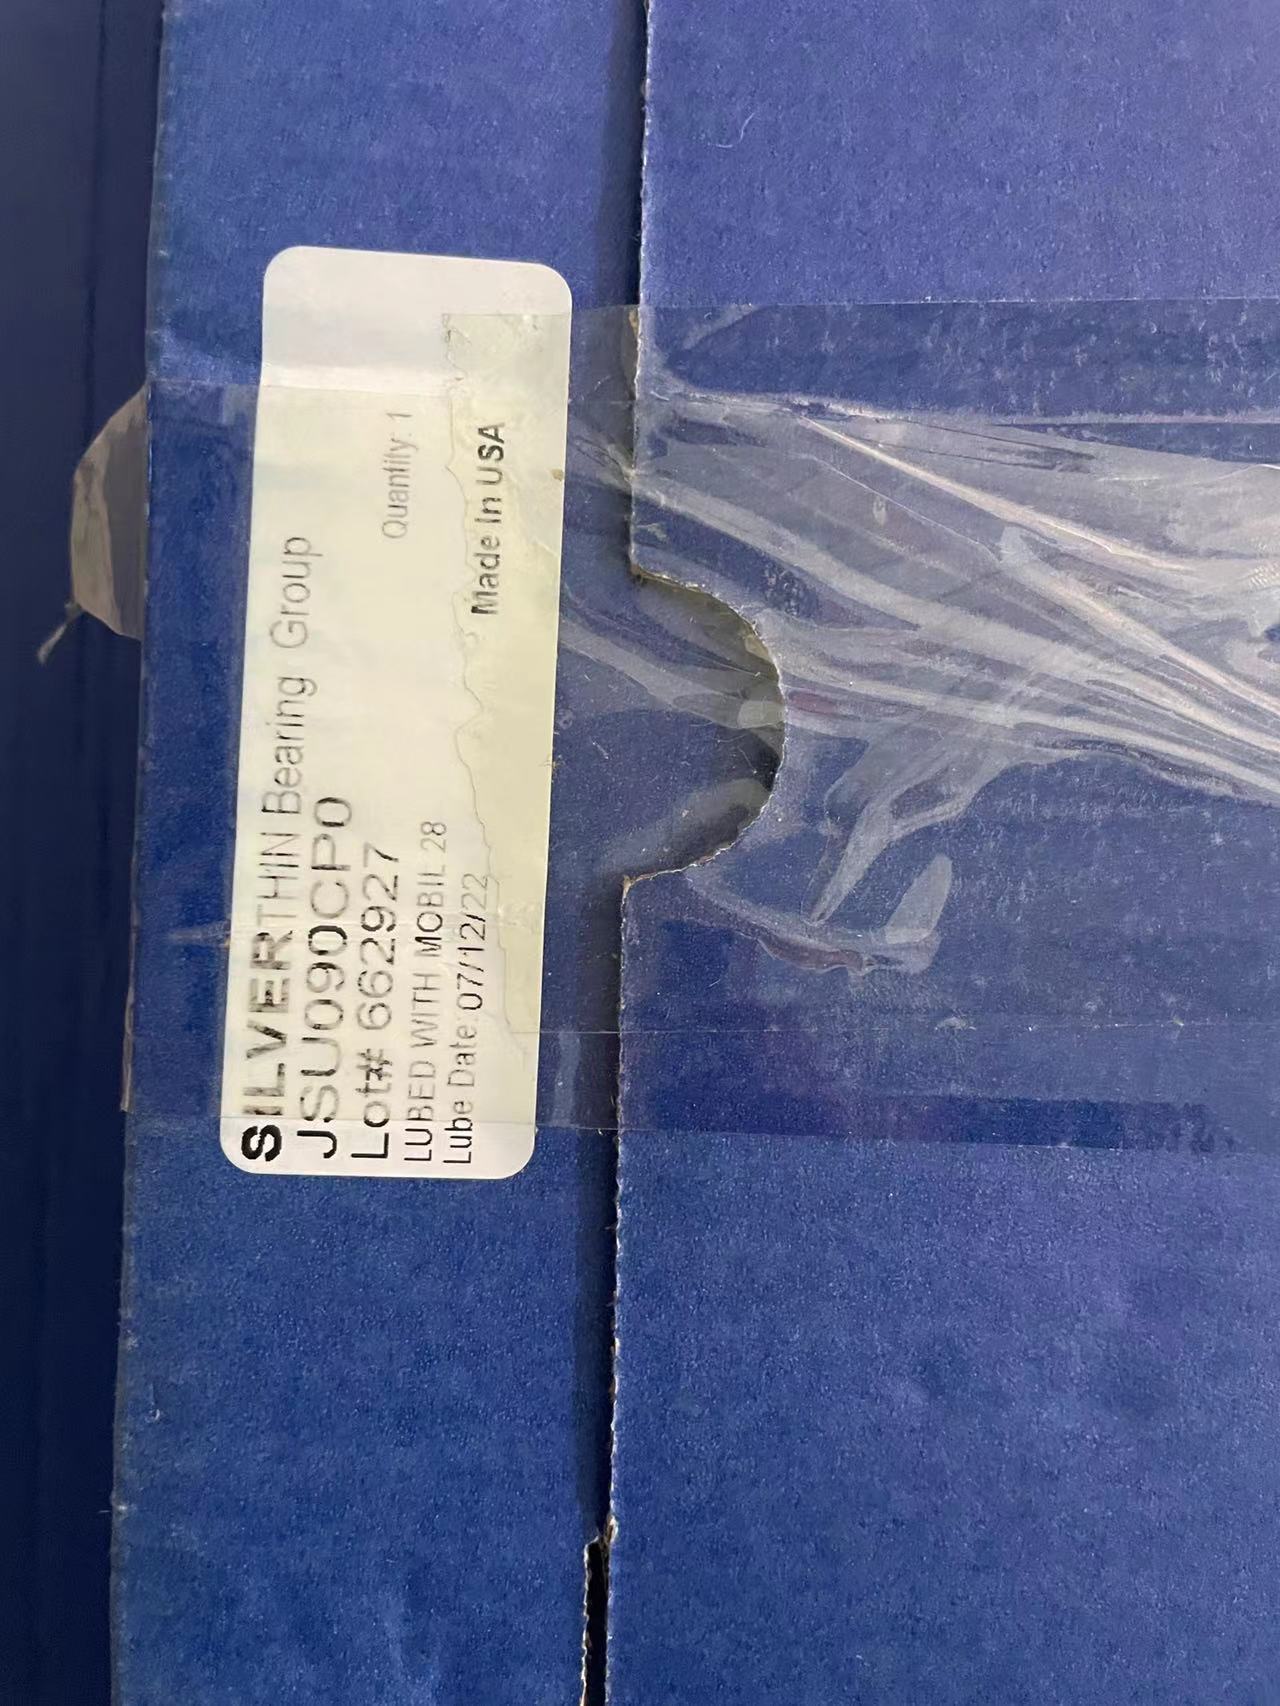 SILVERTHIN Bearing Group
JSU090CP0
Lot# 662927
Quantity: 1
LUBED WITH MOBIL 28
Lube Date: 07/12/22
Made In USA